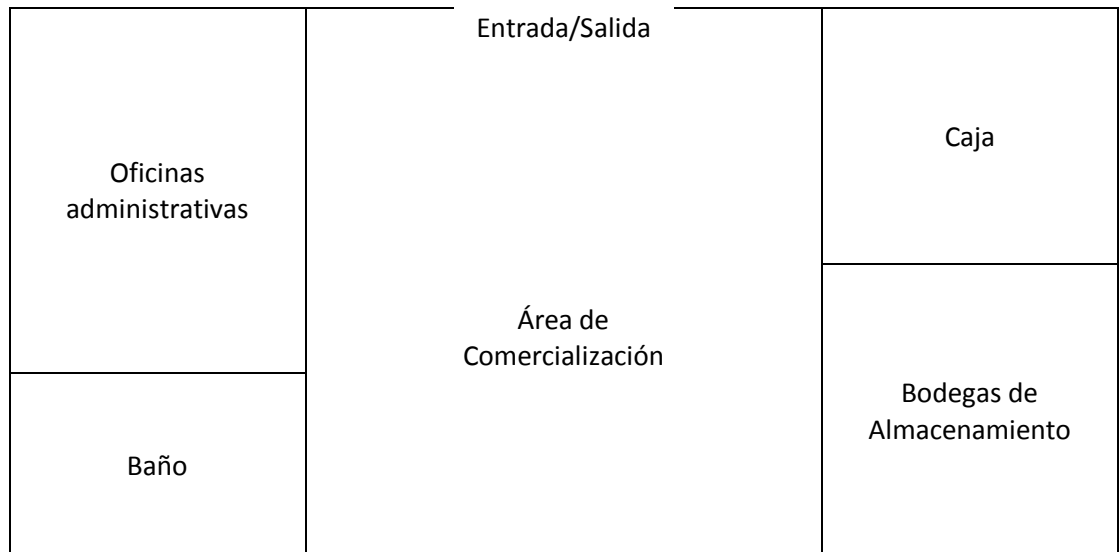 Entrada/Salida
Oficinas
administrativas
Caja
Área de
Comercialización
Baño
Bodegas de
Almacenamiento